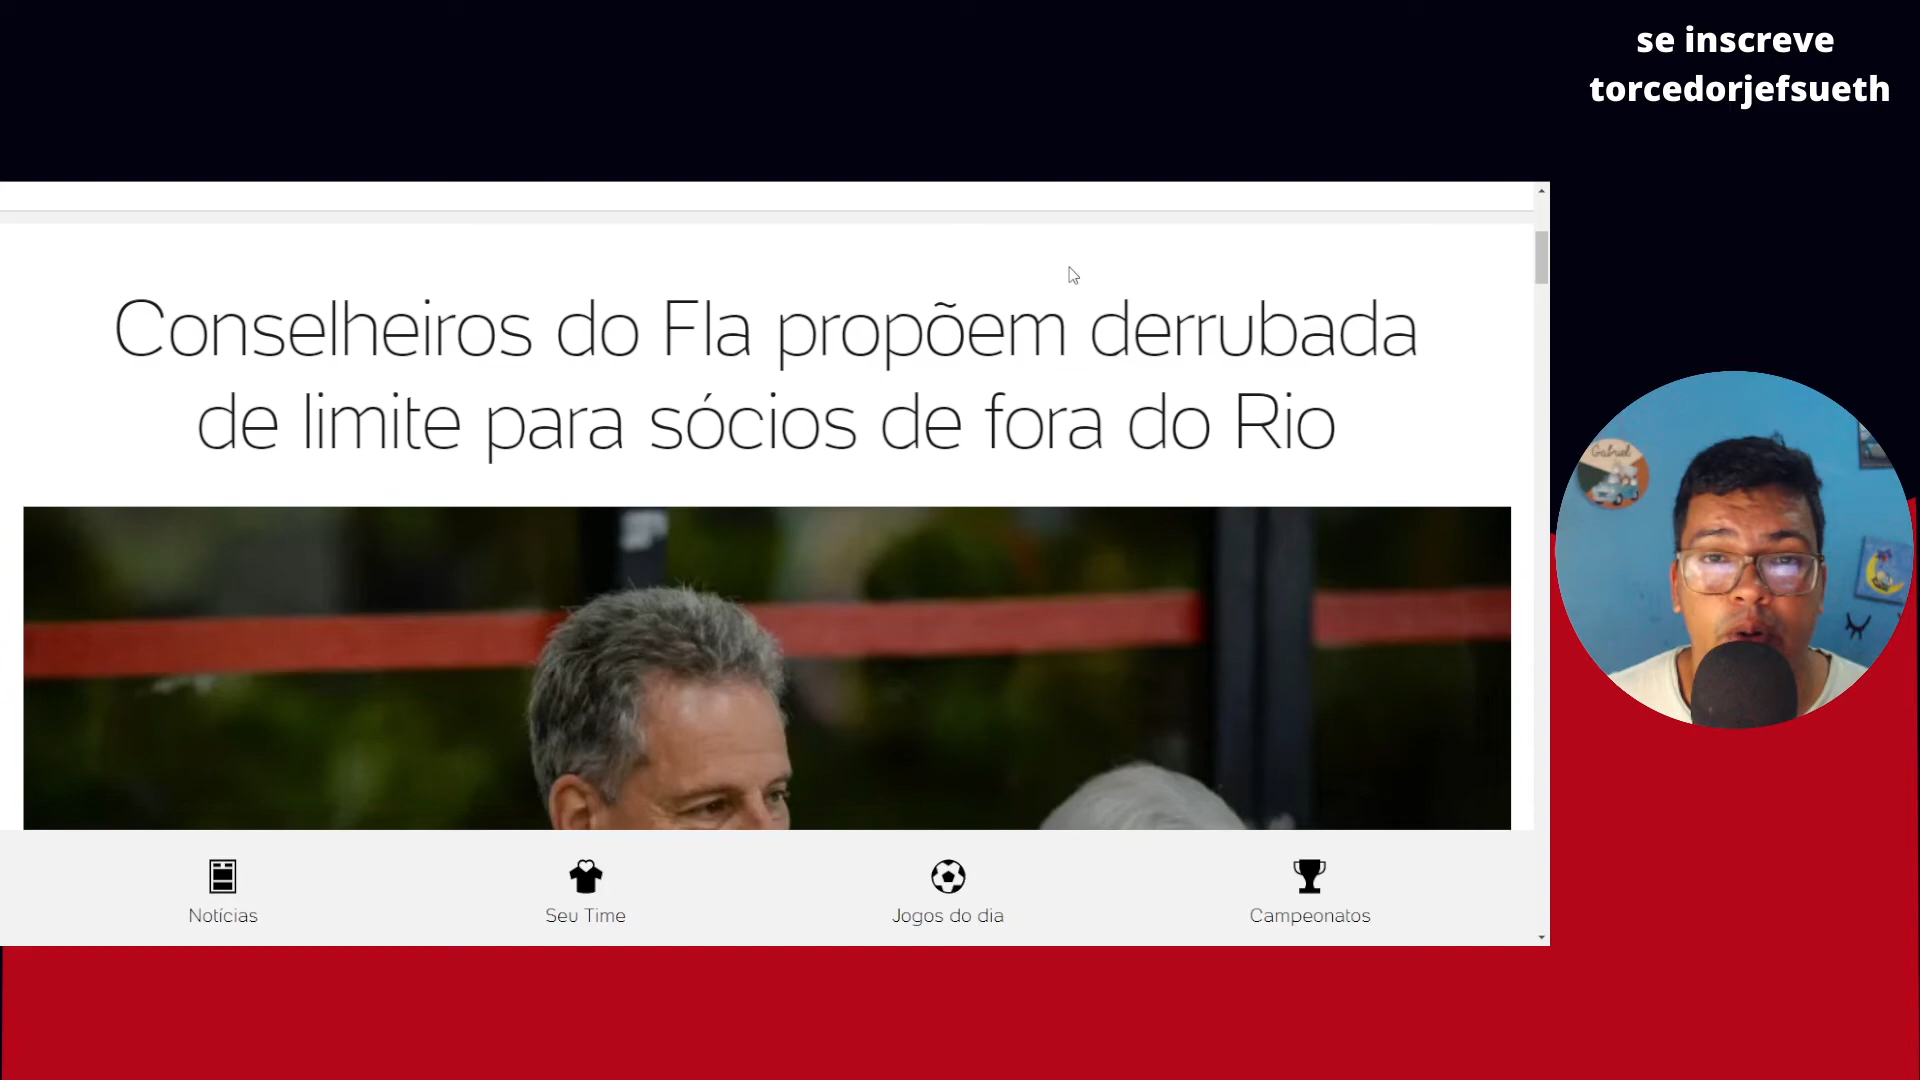 se inscreve
torcedorjefsueth
Conselheiros do Fla propõem derrubada
de limite para sócios de fora do Rio
Gabriel
Notícias
Seu Time
Jogos do dia
Campeonatos